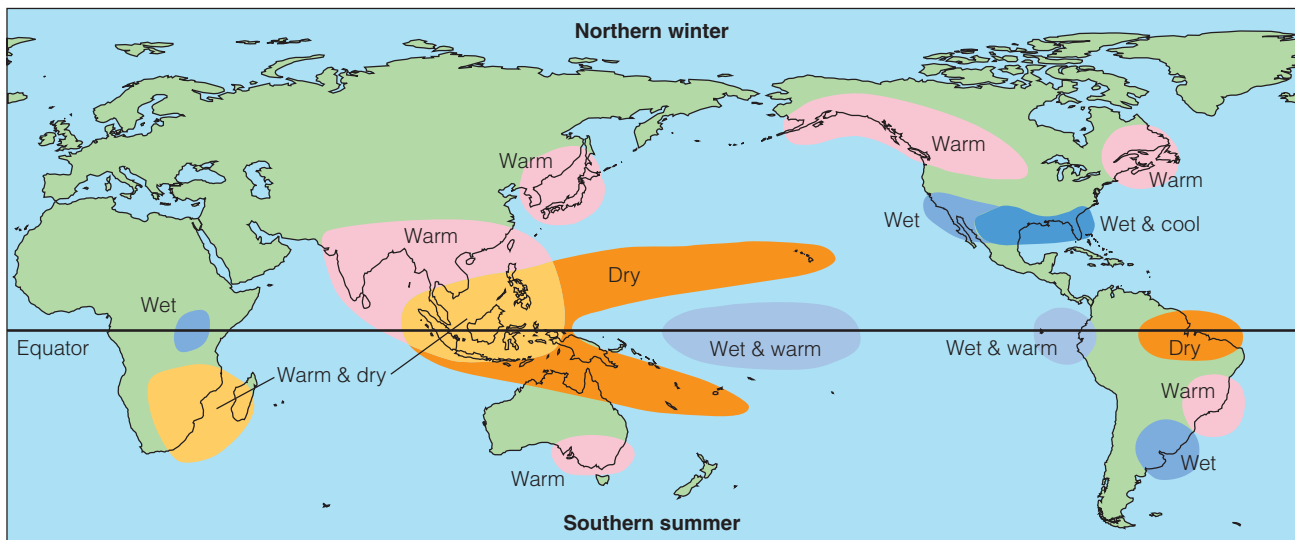 Northern winter
Warm
Warm
Warm
Warm
Wet
Wet & cool
Dry
Wet
Equator
Wet & warm
Wet & warm
Dry
Warm & dry
Warm
Warm
Wet
Southern summer